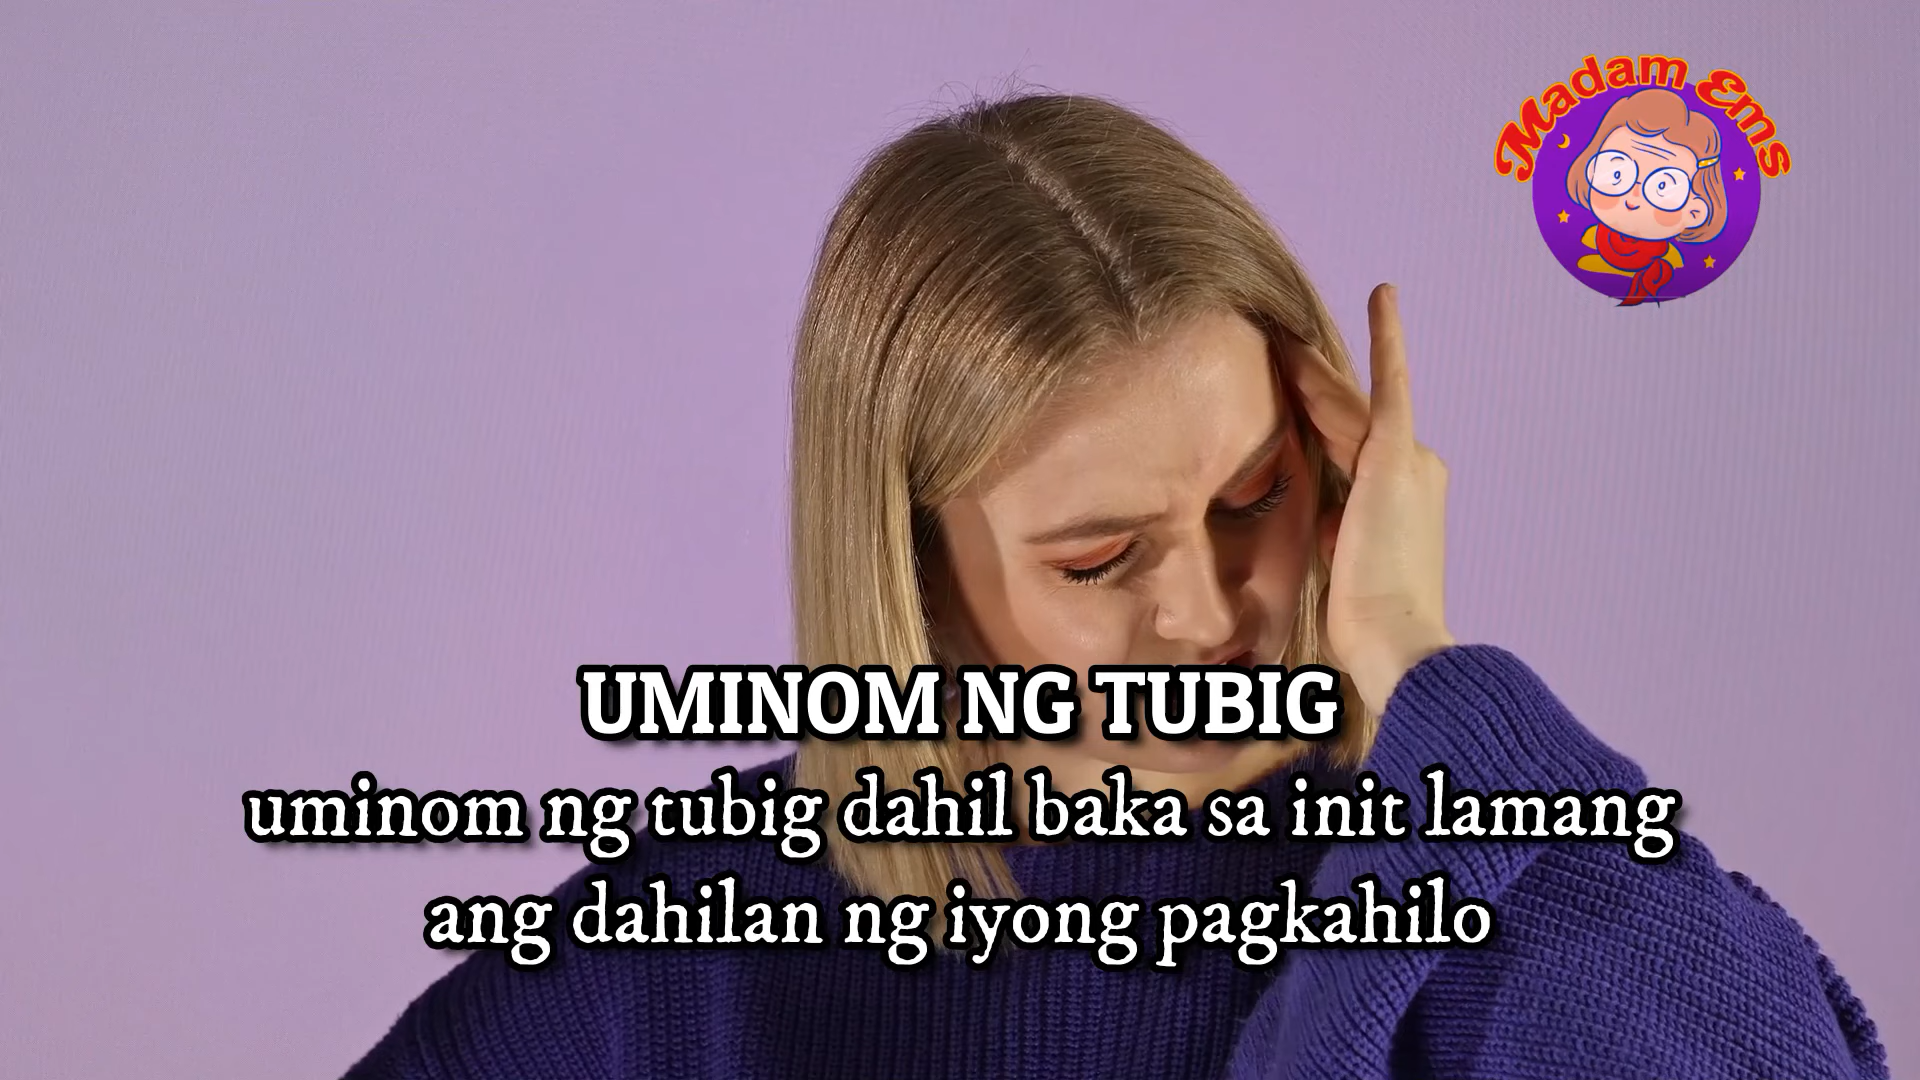 Madam Ems
UMINOM NG TUBIG
uminom ng tubig dahil baka sa init lamang
ang dahilan ng iyong pagkahilo